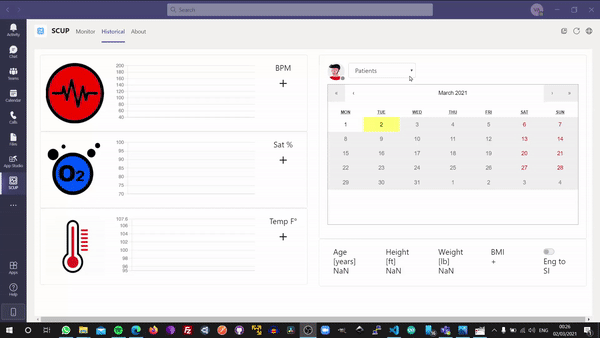 Search
VR
Activity
Chat
Teams
Calendar
Calls
Files
App Studio
SCUP
Apps
Help
SCUP Monitor Historical About
BPM
+
200
180
160
140
120
100
80
60
40
Sat %
+
100
95
90
85
80
75
70
O2
Temp F°
+
107.6
106
104
102
100
98
96
95
Patients
« ‹ March 2021 › »
MON TUE WED THU FRI SAT SUN
1 2 3 4 5 6 7
8 9 10 11 12 13 14
15 16 17 18 19 20 21
22 23 24 25 26 27 28
29 30 31 1 2 3 4
Age Height Weight BMI
[years] [ft] [lb] + Eng to
NaN NaN NaN SI
ENG
00:26
02/03/2021